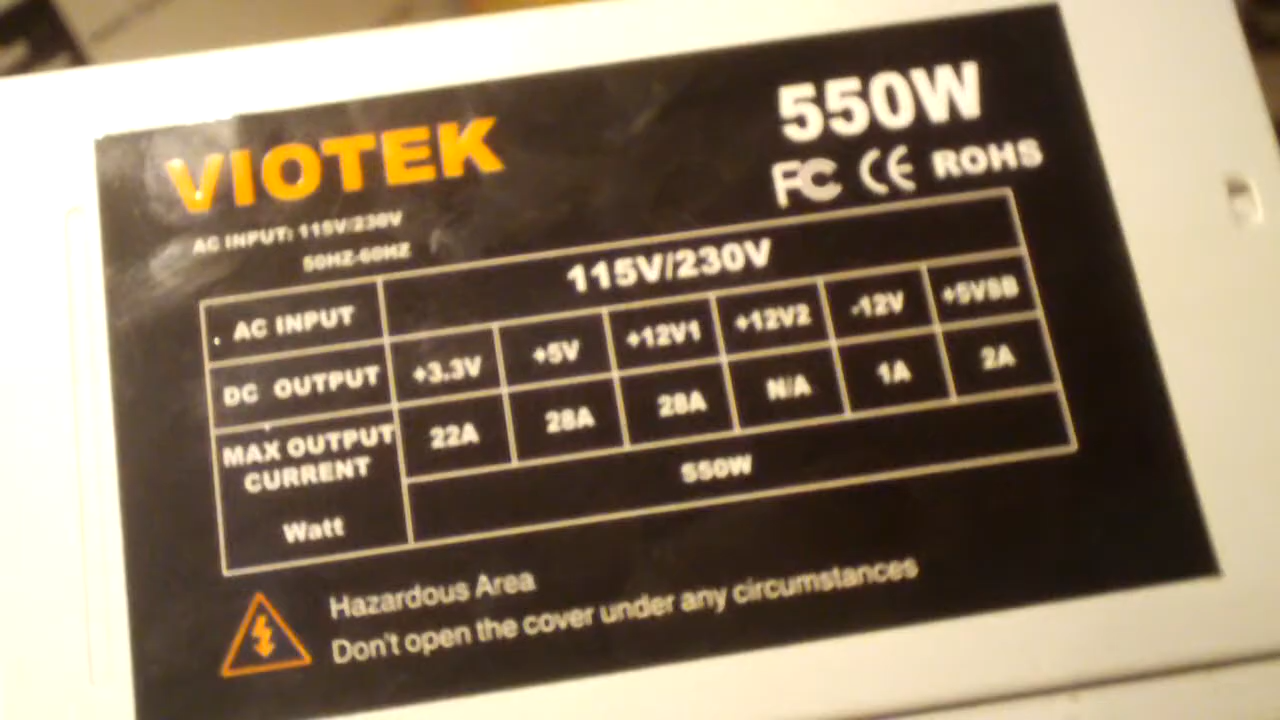 VIOTEK
550W
FC CE ROHS
AC INPUT: 115V/230V
50HZ-60HZ
AC INPUT 115V/230V
DC OUTPUT +3.3V +5V +12V1 +12V2 -12V +5VSB
MAX OUTPUT CURRENT 22A 28A 28A N/A 1A 2A
Watt 550W
Hazardous Area
Don't open the cover under any circumstances